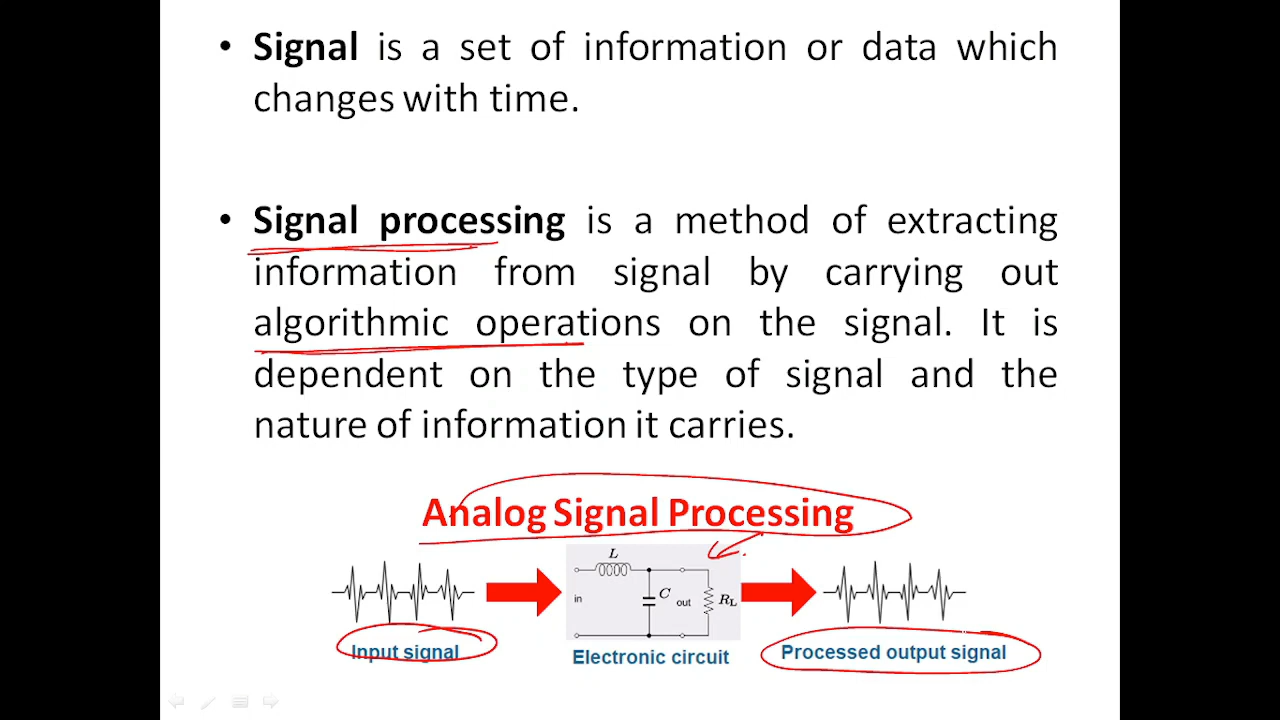 • Signal is a set of information or data which
changes with time.
• Signal processing is a method of extracting
information from signal by carrying out
algorithmic operations on the signal. It is
dependent on the type of signal and the
nature of information it carries.
Analog Signal Processing
L
in
C
out
RL
Input signal
Electronic circuit
Processed output signal